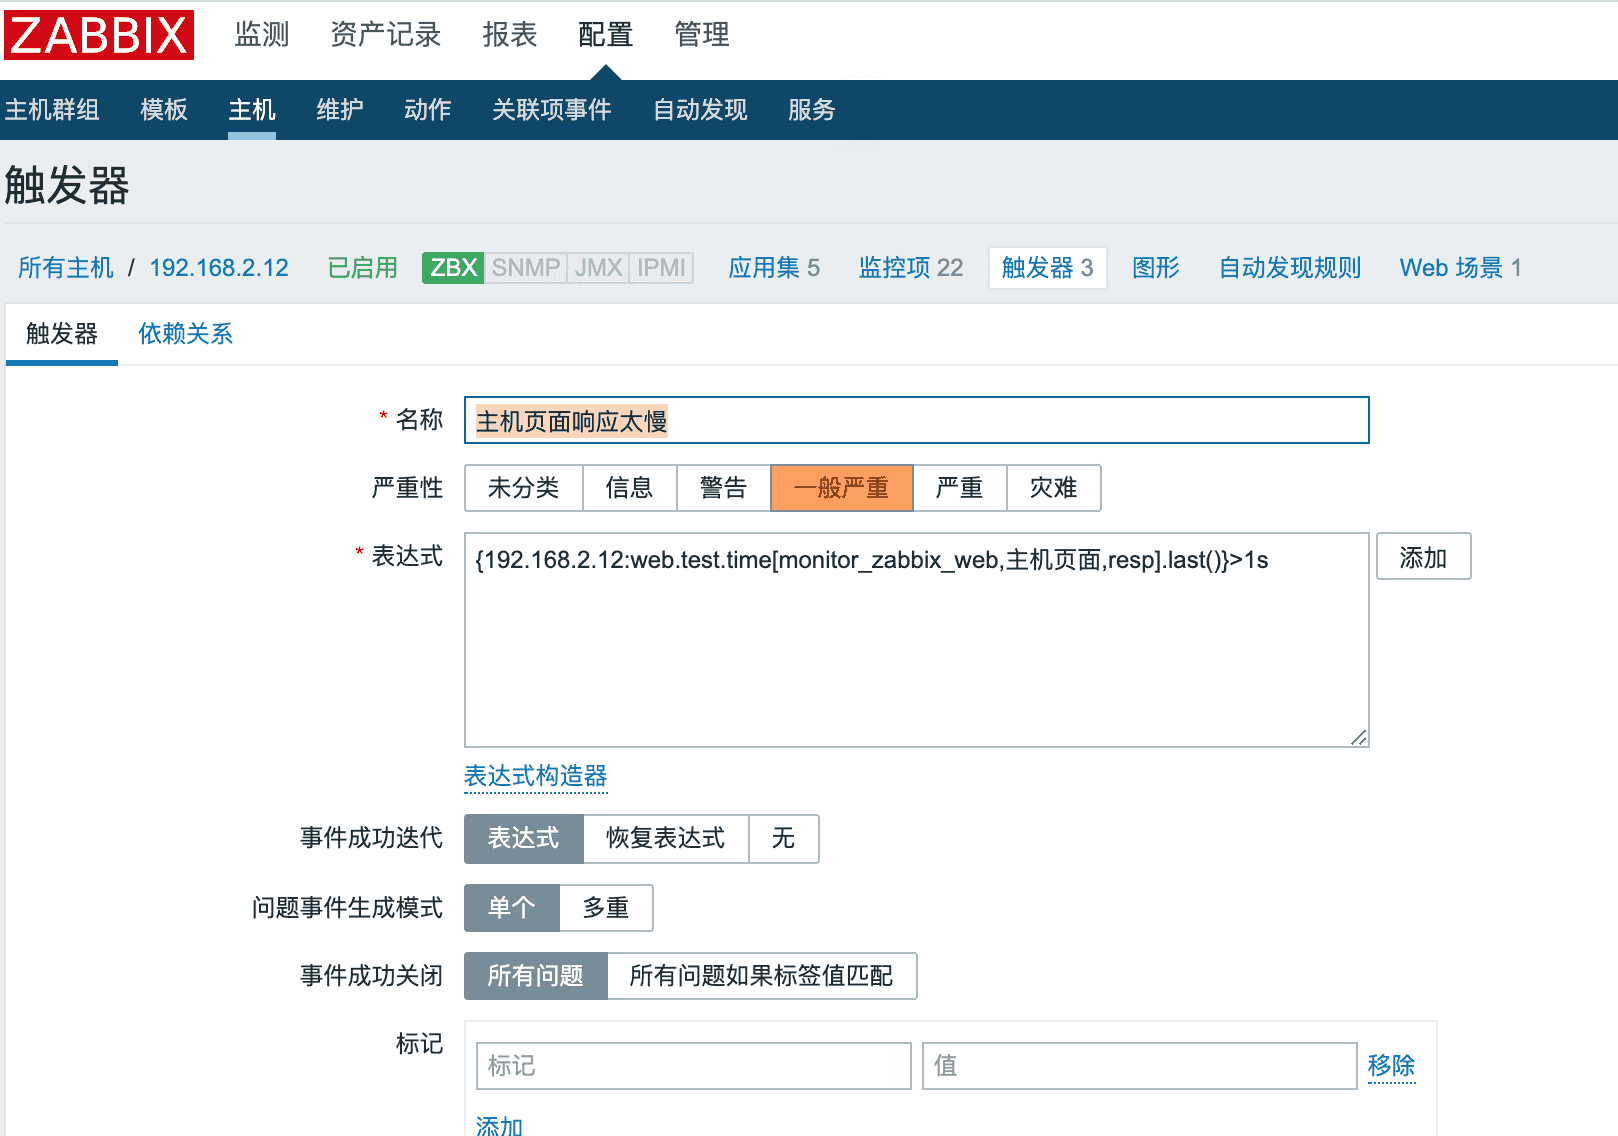 ZABBIX 监测 资产记录 报表 配置 管理
主机群组 模板 主机 维护 动作 关联项事件 自动发现 服务
触发器
所有主机 / 192.168.2.12 已启用 ZBX SNMP JMX IPMI 应用集 5 监控项 22 触发器 3 图形 自动发现规则 Web 场景 1
触发器 依赖关系
* 名称 主机页面响应太慢
严重性 未分类 信息 警告 一般严重 严重 灾难
* 表达式 {192.168.2.12:web.test.time[monitor_zabbix_web,主机页面,resp].last()}>1s 添加
表达式构造器
事件成功迭代 表达式 恢复表达式 无
问题事件生成模式 单个 多重
事件成功关闭 所有问题 所有问题如果标签值匹配
标记 标记 值 移除
添加